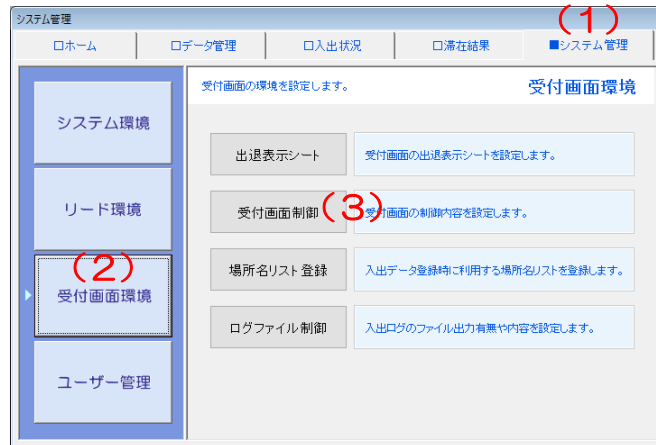 システム管理
(1)
□ホーム
□データ管理
□入出状況
□滞在結果
■システム管理
受付画面の環境を設定します。
受付画面環境
システム環境
リード環境
(2)
受付画面環境
ユーザー管理
出退表示シート
受付画面の出退表示シートを設定します。
受付画面制御
(3)
受付画面の制御内容を設定します。
場所名リスト登録
入出データ登録時に利用する場所名リストを登録します。
ログファイル制御
入出ログのファイル出力有無や内容を設定します。